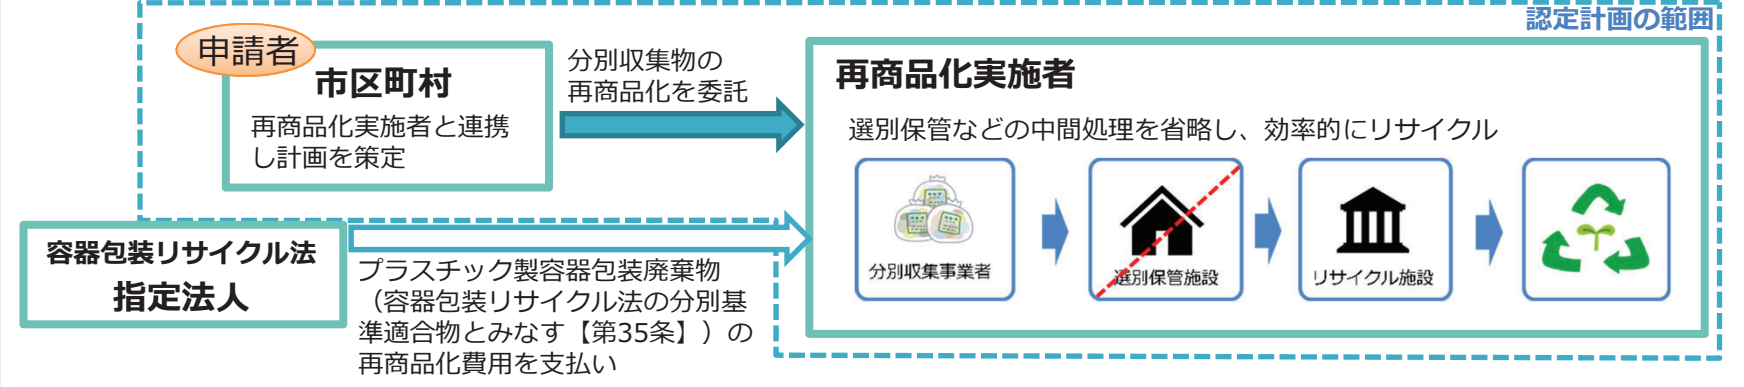 認定計画の範囲
申請者
市区町村
再商品化実施者と連携
し計画を策定
分別収集物の
再商品化を委託
再商品化実施者
選別保管などの中間処理を省略し、効率的にリサイクル
分別収集事業者
選別保管施設
リサイクル施設
容器包装リサイクル法
指定法人
プラスチック製容器包装廃棄物
（容器包装リサイクル法の分別基
準適合物とみなす【第35条】）の
再商品化費用を支払い